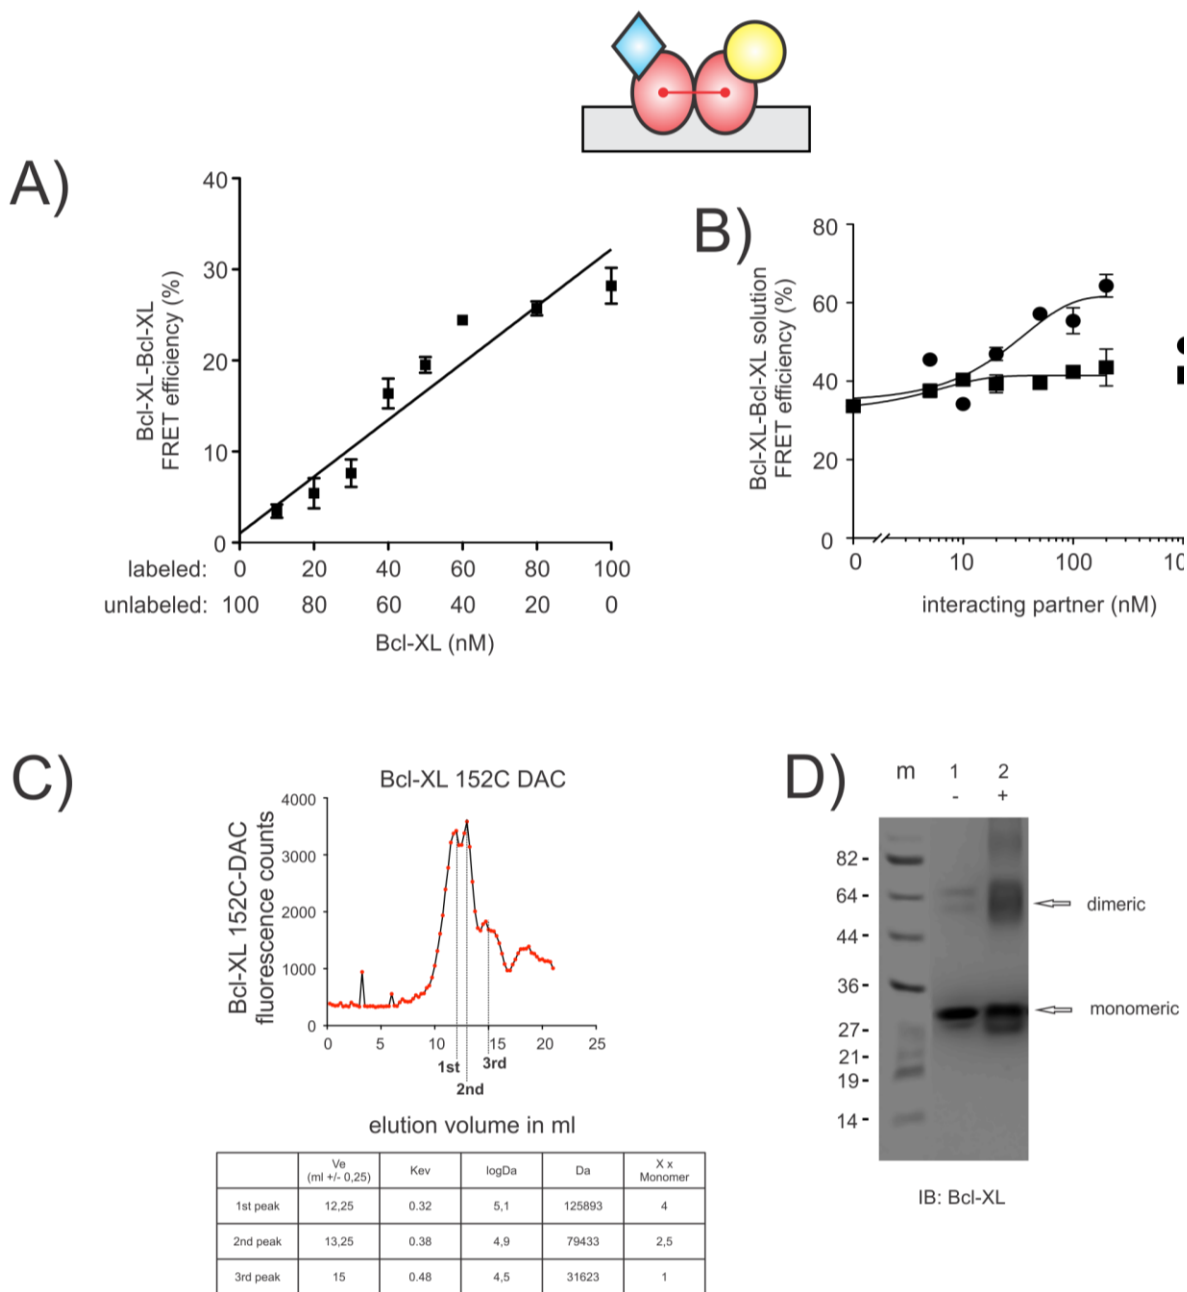 A)
Bcl-XL-Bcl-XL
FRET efficiency (%)
40
30
20
10
0
labeled: 0 20 40 60 80 100
unlabeled: 100 80 60 40 20 0
Bcl-XL (nM)
B)
Bcl-XL-Bcl-XL solution
FRET efficiency (%)
80
60
40
20
0
0 10 100 10
interacting partner (nM)
C)
Bcl-XL 152C DAC
Bcl-XL 152C-DAC
fluorescence counts
4000
3000
2000
1000
0
0 5 10 15 20 25
1st 3rd
2nd
elution volume in ml
Ve (ml +/- 0,25) Kev logDa Da X x Monomer
1st peak 12,25 0.32 5,1 125893 4
2nd peak 13,25 0.38 4,9 79433 2,5
3rd peak 15 0.48 4,5 31623 1
D)
m 1 2
- +
82 -
64 -
44 -
36 -
27 -
21 -
19 -
14 -
dimeric
monomeric
IB: Bcl-XL